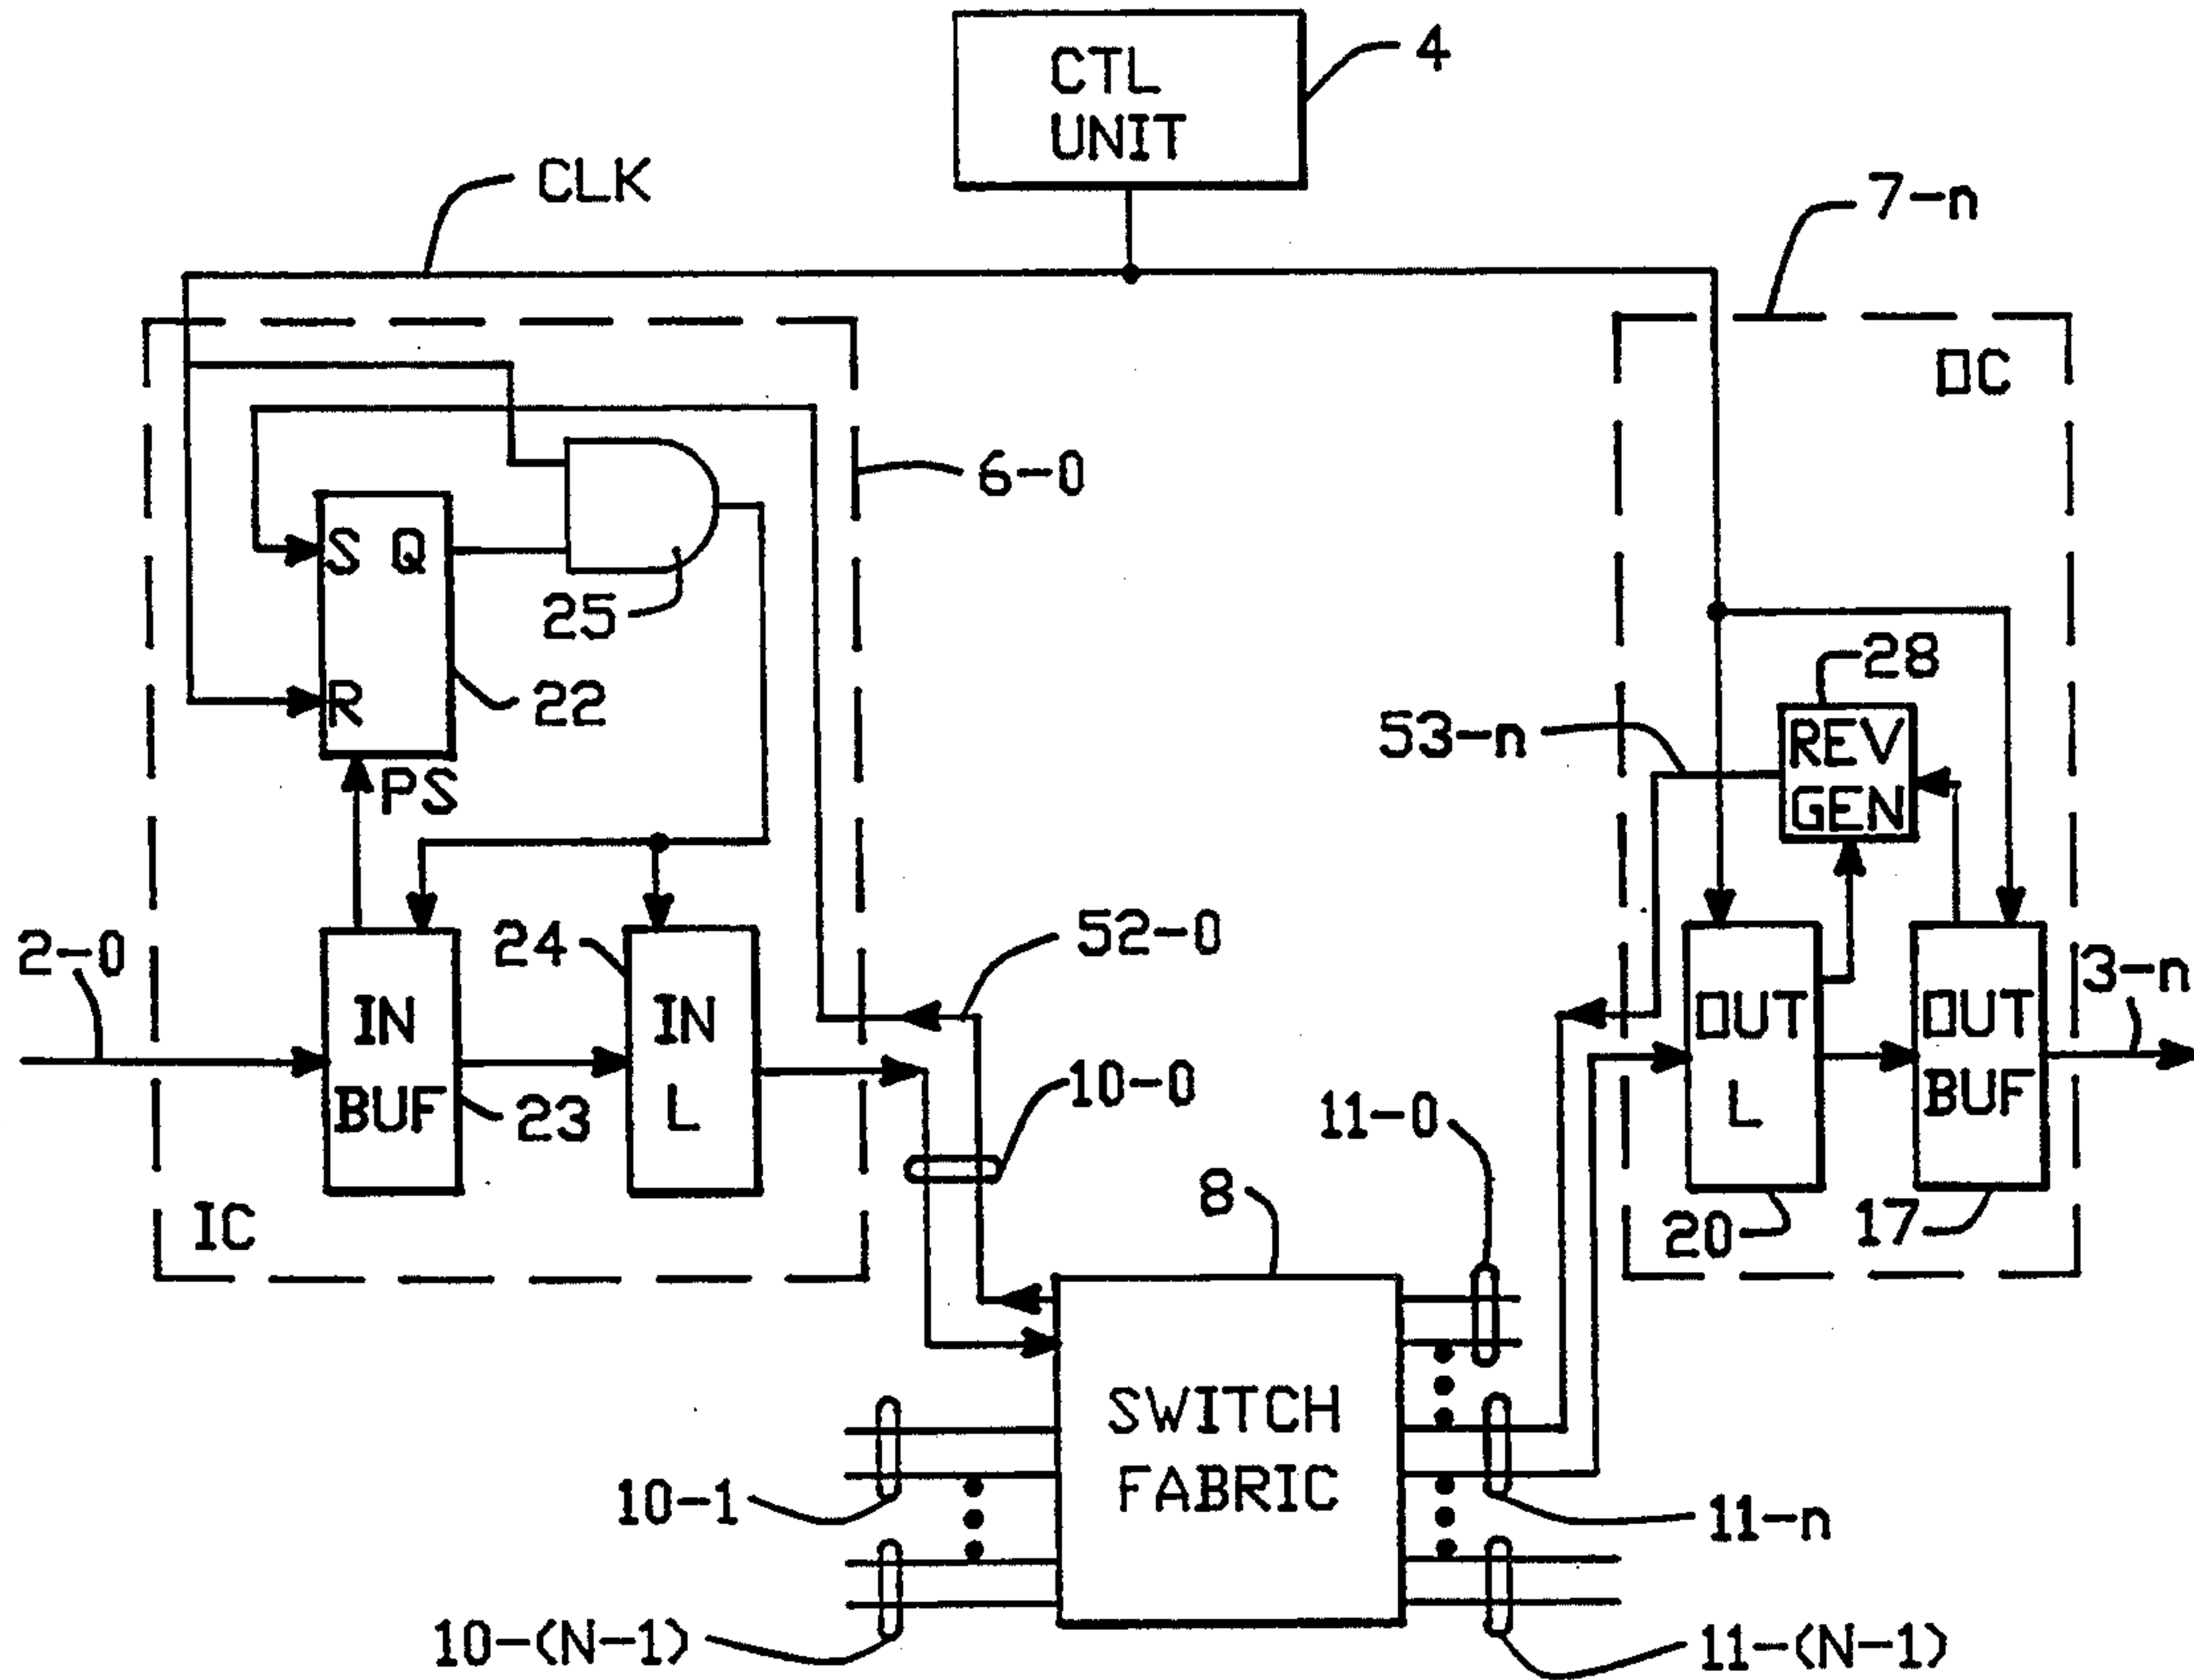 CTL
UNIT
4
CLK
7-n
OC
6-0
S Q
25
R
22
PS
28
REV
GEN
53-n
2-0
24
52-0
3-n
IN
BUF
IN
L
OUT
L
OUT
BUF
23
10-0
11-0
IC
8
20
17
SWITCH
FABRIC
10-1
11-n
10-(N-1)
11-(N-1)